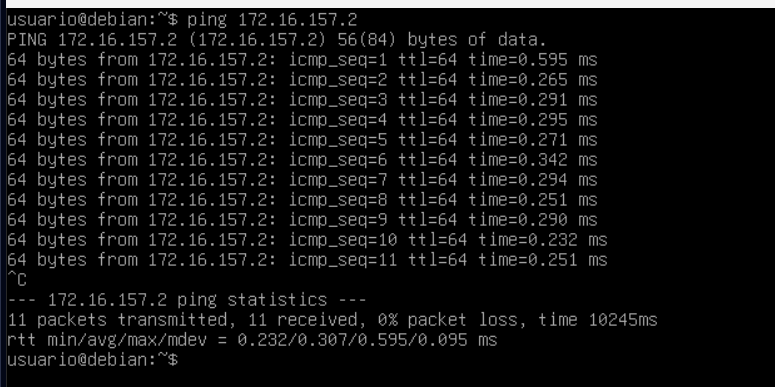 usuario@debian:~$ ping 172.16.157.2
PING 172.16.157.2 (172.16.157.2) 56(84) bytes of data.
64 bytes from 172.16.157.2: icmp_seq=1 ttl=64 time=0.595 ms
64 bytes from 172.16.157.2: icmp_seq=2 ttl=64 time=0.265 ms
64 bytes from 172.16.157.2: icmp_seq=3 ttl=64 time=0.291 ms
64 bytes from 172.16.157.2: icmp_seq=4 ttl=64 time=0.295 ms
64 bytes from 172.16.157.2: icmp_seq=5 ttl=64 time=0.271 ms
64 bytes from 172.16.157.2: icmp_seq=6 ttl=64 time=0.342 ms
64 bytes from 172.16.157.2: icmp_seq=7 ttl=64 time=0.294 ms
64 bytes from 172.16.157.2: icmp_seq=8 ttl=64 time=0.251 ms
64 bytes from 172.16.157.2: icmp_seq=9 ttl=64 time=0.290 ms
64 bytes from 172.16.157.2: icmp_seq=10 ttl=64 time=0.232 ms
64 bytes from 172.16.157.2: icmp_seq=11 ttl=64 time=0.251 ms
^C
--- 172.16.157.2 ping statistics ---
11 packets transmitted, 11 received, 0% packet loss, time 10245ms
rtt min/avg/max/mdev = 0.232/0.307/0.595/0.095 ms
usuario@debian:~$